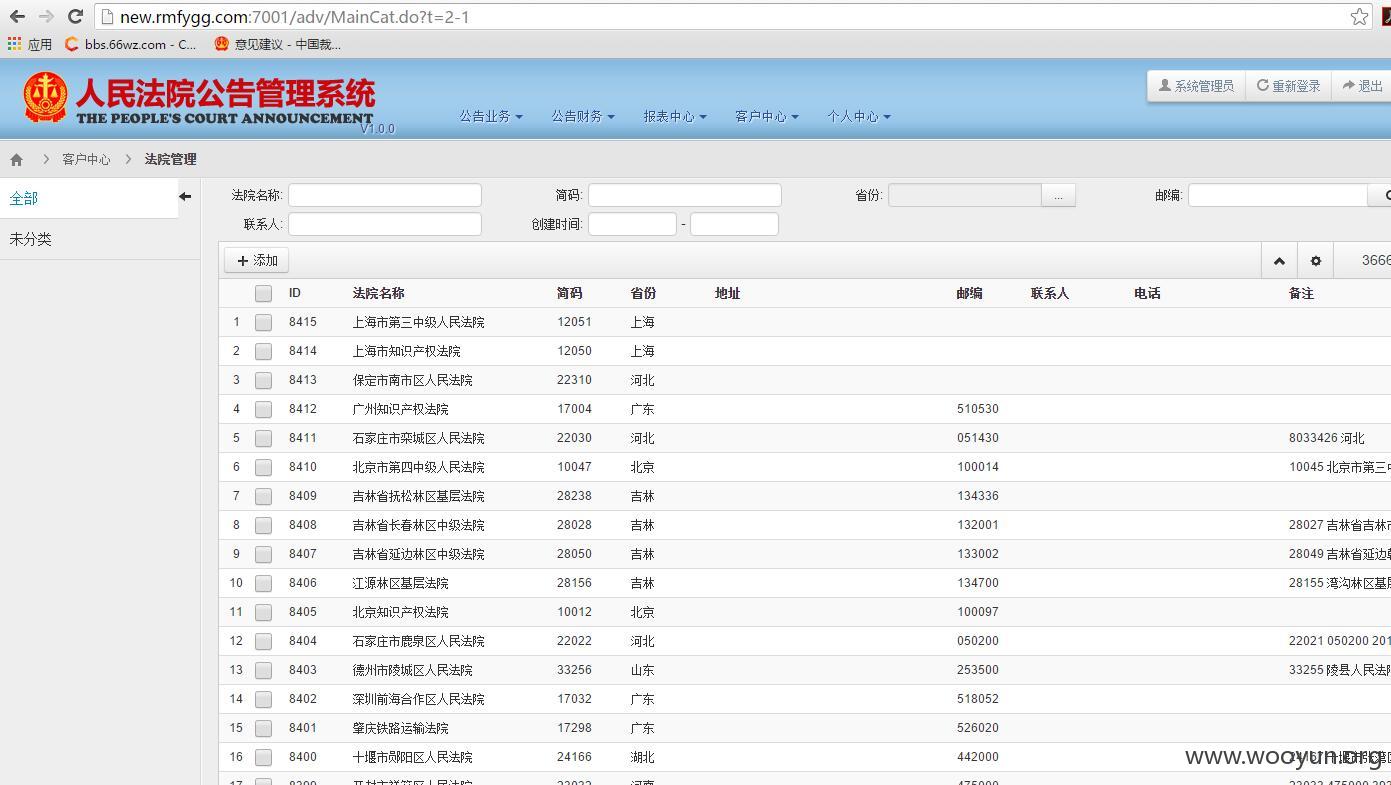 new.rmfygg.com:7001/adv/MainCat.do?t=2-1
应用 bbs.66wz.com - C... 意见建议 - 中国裁...
人民法院公告管理系统
THE PEOPLE'S COURT ANNOUNCEMENT
V1.0.0
公告业务 公告财务 报表中心 客户中心 个人中心
系统管理员 重新登录 退出
客户中心 法院管理
全部
未分类
法院名称: 简码: 省份: ... 邮编:
联系人: 创建时间: -
添加 3666
ID 法院名称 简码 省份 地址 邮编 联系人 电话 备注
1 8415 上海市第三中级人民法院 12051 上海
2 8414 上海市知识产权法院 12050 上海
3 8413 保定市南市区人民法院 22310 河北
4 8412 广州知识产权法院 17004 广东 510530
5 8411 石家庄市栾城区人民法院 22030 河北 051430 8033426 河北
6 8410 北京市第四中级人民法院 10047 北京 100014 10045 北京市第三中
7 8409 吉林省抚松林区基层法院 28238 吉林 134336
8 8408 吉林省长春林区中级法院 28028 吉林 132001 28027 吉林省吉林市
9 8407 吉林省延边林区中级法院 28050 吉林 133002 28049 吉林省延边
10 8406 江源林区基层法院 28156 吉林 134700 28155 湾沟林区基层
11 8405 北京知识产权法院 10012 北京 100097
12 8404 石家庄市鹿泉区人民法院 22022 河北 050200 22021 050200 201
13 8403 德州市陵城区人民法院 33256 山东 253500 33255 陵县人民法院
14 8402 深圳前海合作区人民法院 17032 广东 518052
15 8401 肇庆铁路运输法院 17298 广东 526020
16 8400 十堰市郧阳区人民法院 24166 湖北 442000
www.wooyun.org